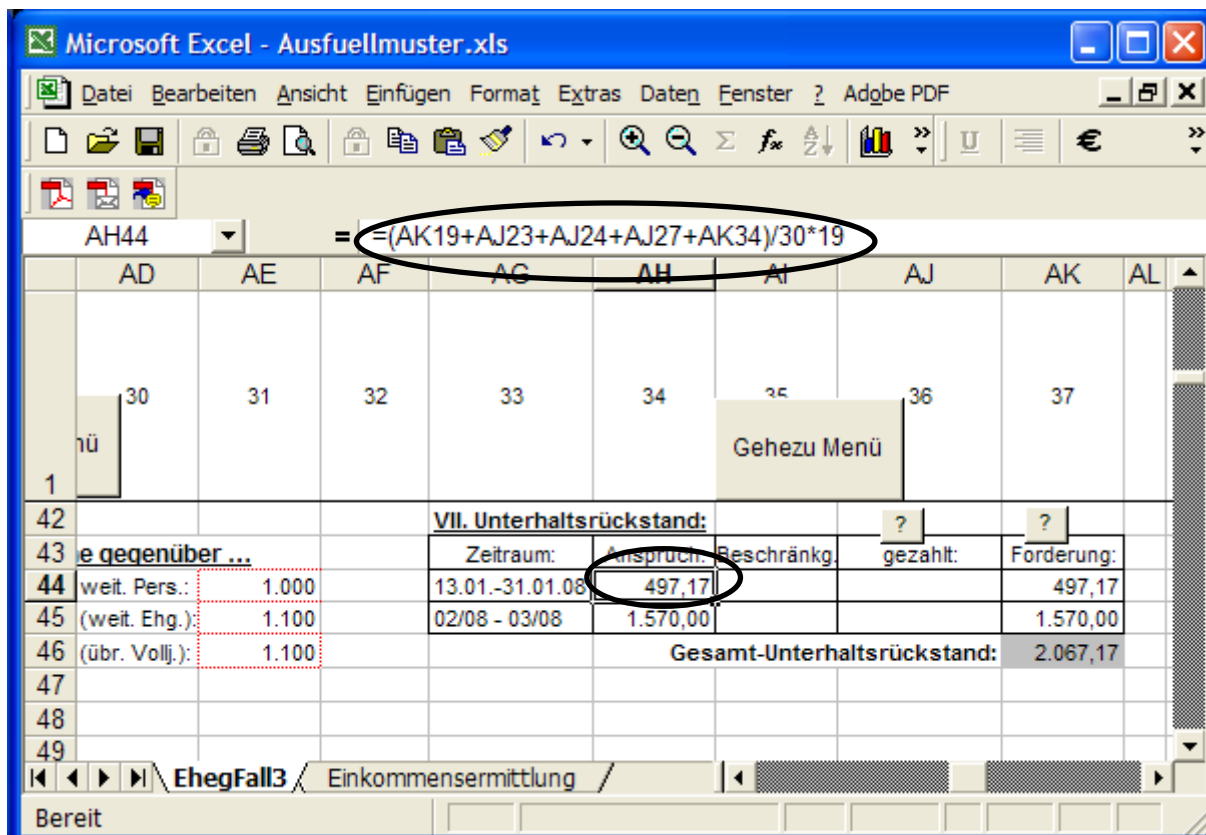 Microsoft Excel - Ausfuellmuster.xls
Datei Bearbeiten Ansicht Einfügen Format Extras Daten Fenster ? Adobe PDF
Σ fx U €
AH44 = =(AK19+AJ23+AJ24+AJ27+AK34)/30*19
AD AE AF AG AH AI AJ AK AL
30 31 32 33 34 35 36 37
nü Gehezu Menü
1
42 VII. Unterhaltsrückstand: ? ?
43 e gegenüber ... Zeitraum: Anspruch: Beschränkg. gezahlt: Forderung:
44 weit. Pers.: 1.000 13.01.-31.01.08 497,17 497,17
45 (weit. Ehg.): 1.100 02/08 - 03/08 1.570,00 1.570,00
46 (übr. Vollj.): 1.100 Gesamt-Unterhaltsrückstand: 2.067,17
47
48
49
EhegFall3 Einkommensermittlung
Bereit